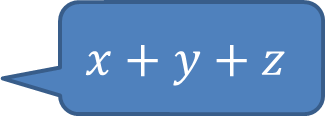 x + y + z